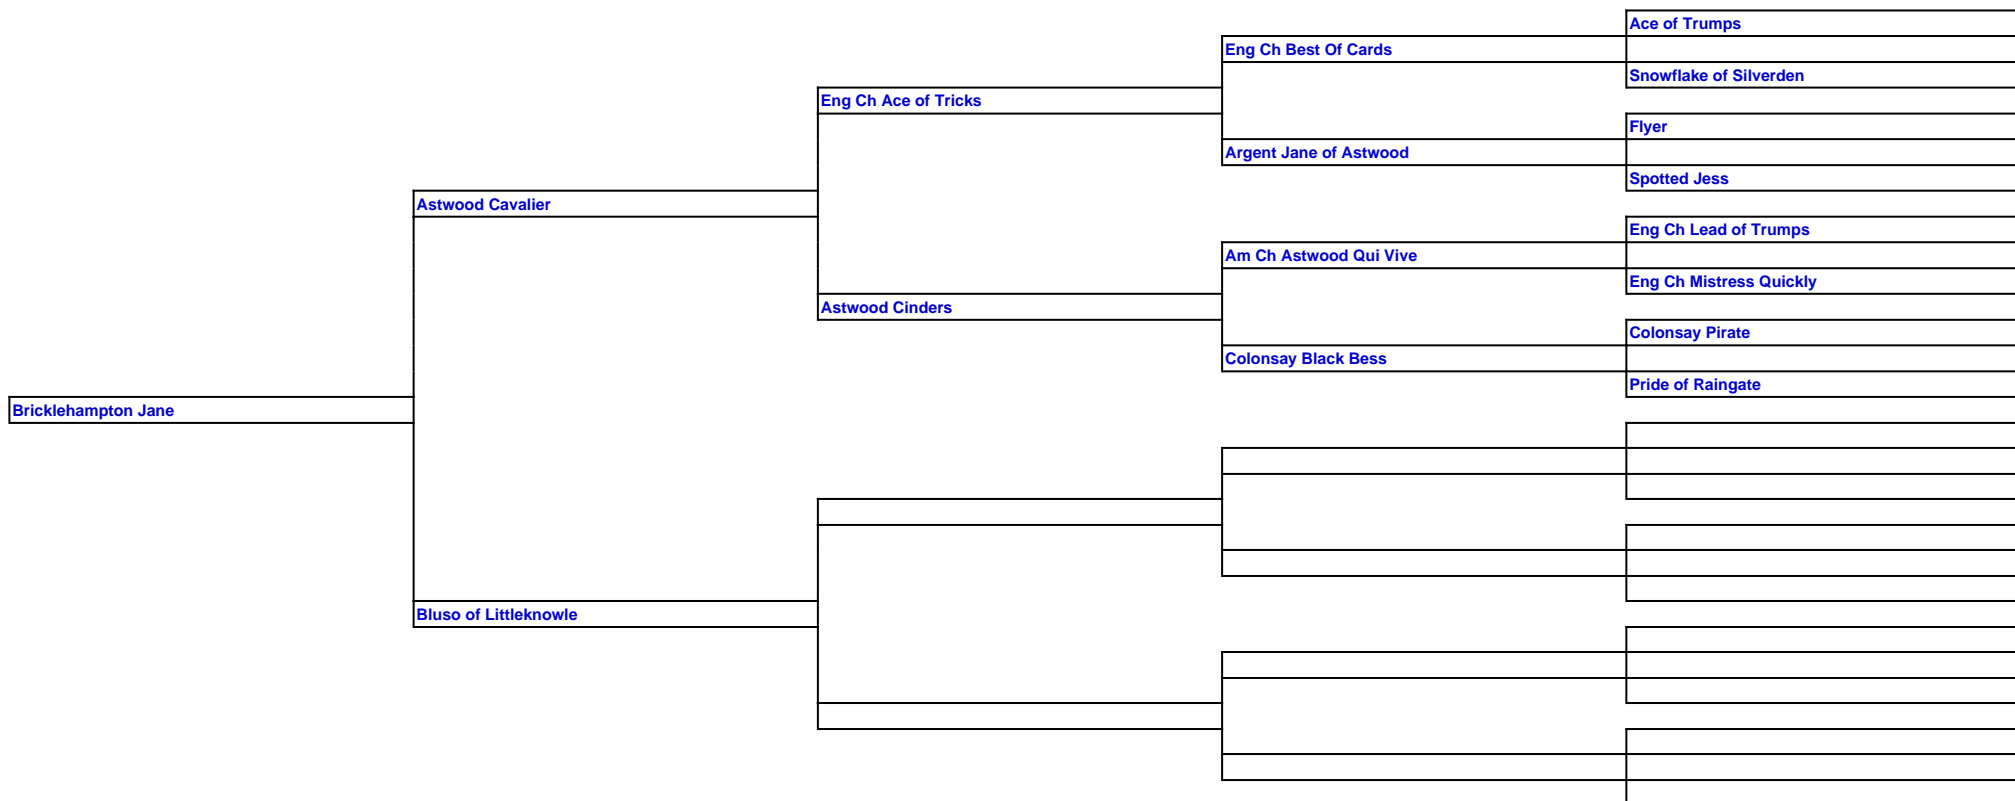 Ace of Trumps
Eng Ch Best Of Cards
Snowflake of Silverden
Eng Ch Ace of Tricks
Flyer
Argent Jane of Astwood
Spotted Jess
Astwood Cavalier
Eng Ch Lead of Trumps
Am Ch Astwood Qui Vive
Eng Ch Mistress Quickly
Astwood Cinders
Colonsay Pirate
Colonsay Black Bess
Pride of Raingate
Bricklehampton Jane
Bluso of Littleknowle